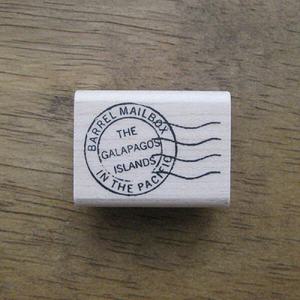 BARREL MAILBOX
THE
GALAPAGOS
ISLANDS
IN THE PACIFIC